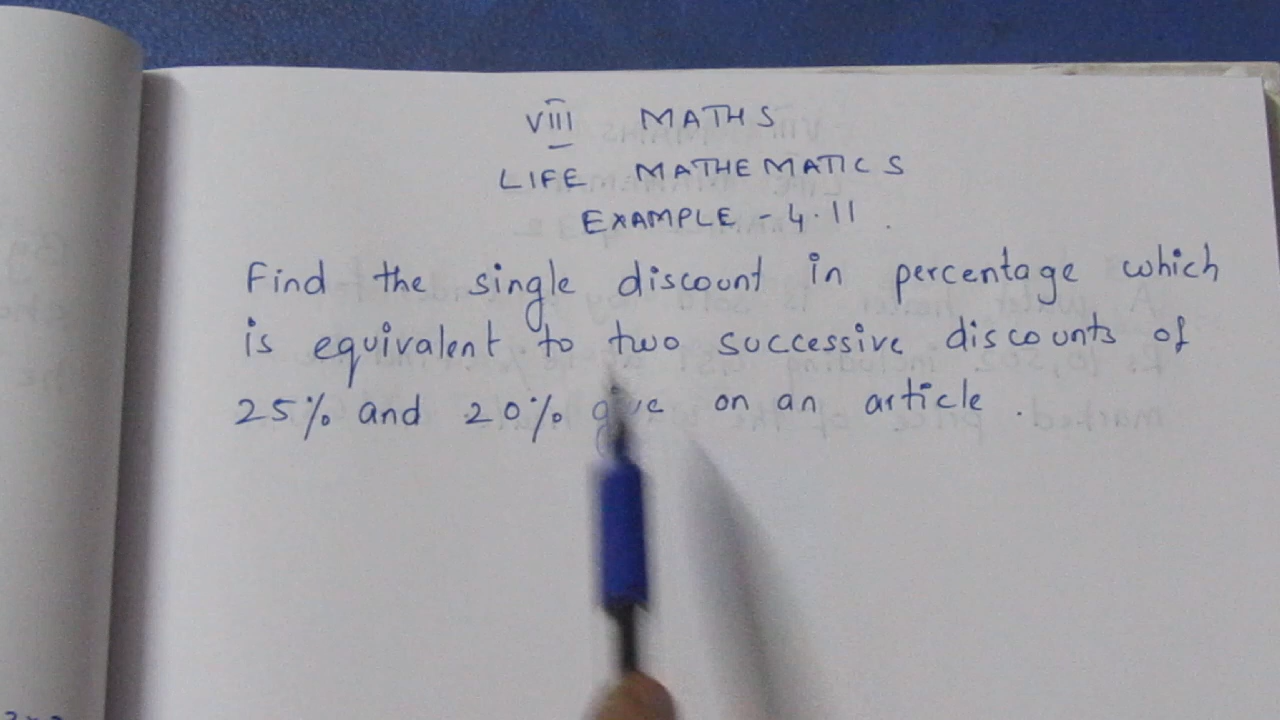 VIII MATHS
LIFE MATHEMATICS
EXAMPLE - 4.11.
Find the single discount in percentage which
is equivalent to two successive discounts of
25% and 20% give on an article.